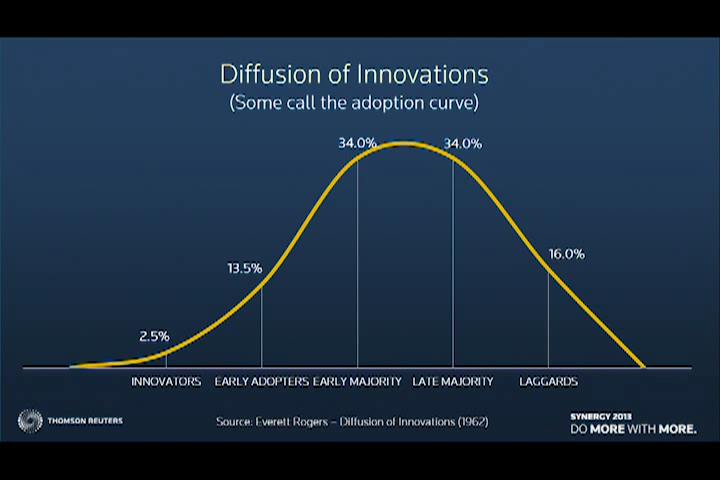 Diffusion of Innovations
(Some call the adoption curve)
34.0% 34.0%
13.5% 16.0%
2.5%
INNOVATORS EARLY ADOPTERS EARLY MAJORITY LATE MAJORITY LAGGARDS
THOMSON REUTERS
Source: Everett Rogers – Diffusion of Innovations (1962)
SYNERGY 2013
DO MORE WITH MORE.